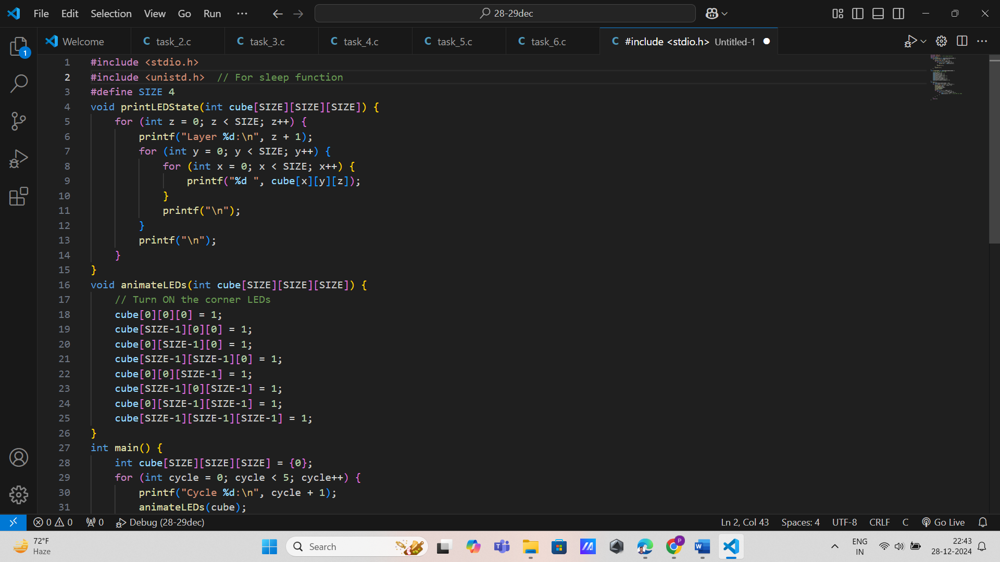 File Edit Selection View Go Run ··· 28-29dec
Welcome task_2.c task_3.c task_4.c task_5.c task_6.c #include <stdio.h> Untitled-1
1 #include <stdio.h>
2 #include <unistd.h>  // For sleep function
3 #define SIZE 4
4 void printLEDState(int cube[SIZE][SIZE][SIZE]) {
5     for (int z = 0; z < SIZE; z++) {
6         printf("Layer %d:\n", z + 1);
7         for (int y = 0; y < SIZE; y++) {
8             for (int x = 0; x < SIZE; x++) {
9                 printf("%d ", cube[x][y][z]);
10             }
11             printf("\n");
12         }
13         printf("\n");
14     }
15 }
16 void animateLEDs(int cube[SIZE][SIZE][SIZE]) {
17     // Turn ON the corner LEDs
18     cube[0][0][0] = 1;
19     cube[SIZE-1][0][0] = 1;
20     cube[0][SIZE-1][0] = 1;
21     cube[SIZE-1][SIZE-1][0] = 1;
22     cube[0][0][SIZE-1] = 1;
23     cube[SIZE-1][0][SIZE-1] = 1;
24     cube[0][SIZE-1][SIZE-1] = 1;
25     cube[SIZE-1][SIZE-1][SIZE-1] = 1;
26 }
27 int main() {
28     int cube[SIZE][SIZE][SIZE] = {0};
29     for (int cycle = 0; cycle < 5; cycle++) {
30         printf("Cycle %d:\n", cycle + 1);
31         animateLEDs(cube);
0 0 0 Debug (28-29dec) Ln 2, Col 43 Spaces: 4 UTF-8 CRLF C Go Live
72°F
Haze
Search
ENG
IN
22:43
28-12-2024